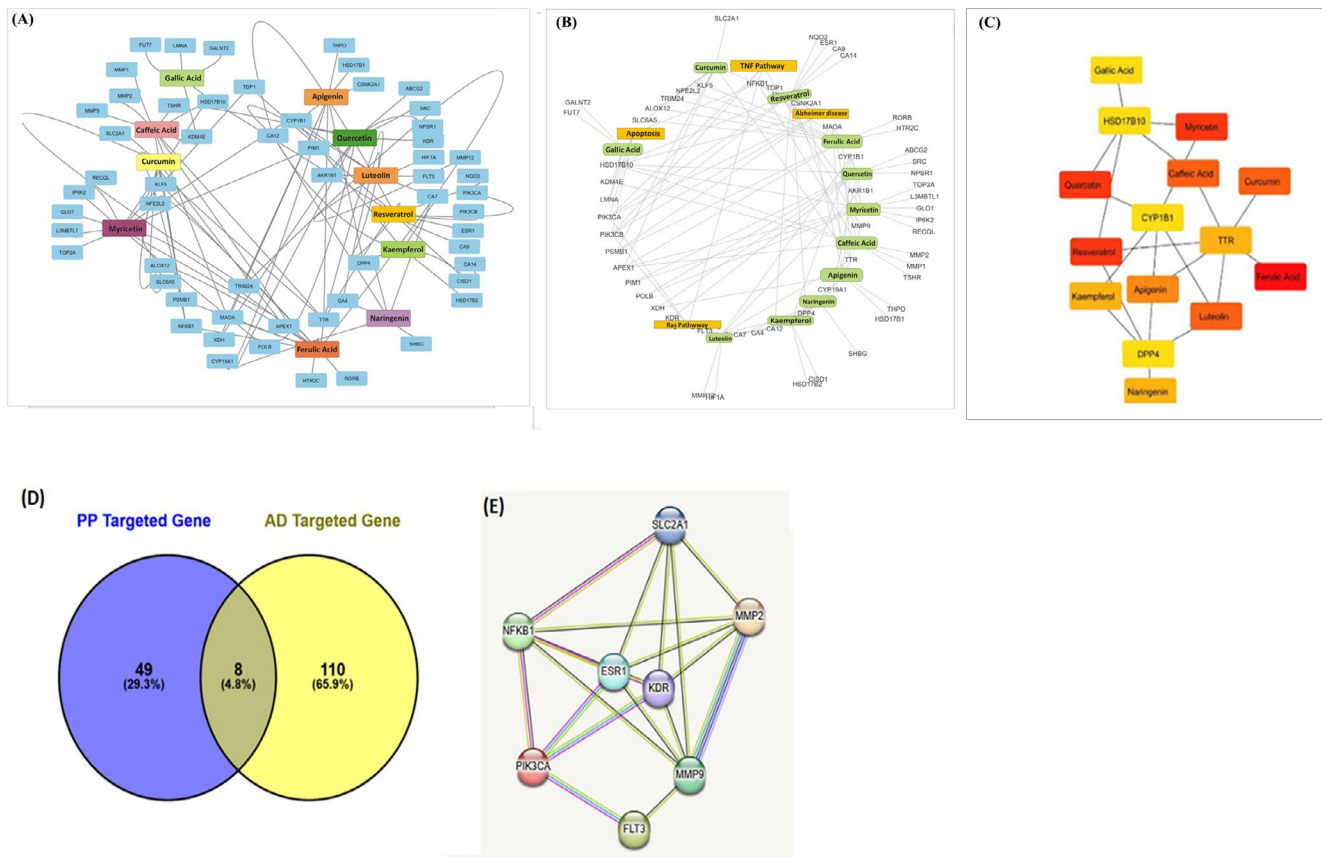 (A)
FUT7
LMNA
GALNT2
THPO
HSD17B1
MMP1
Gallic Acid
TDP1
Apigenin
CSNK2A1
ABCG2
MMP2
TSHR
HSD17B10
SRC
MMP9
CYP1B1
NPSR1
SLC2A1
Caffeic Acid
KDM4E
CA12
Quercetin
KDR
PIM1
HIF1A
MMP12
Curcumin
RECQL
KLF5
AKR1B1
Luteolin
FLT3
NQO2
IP6K2
NFE2L2
CA7
PIK3CA
GLO1
Resveratrol
PIK3CB
L3MBTL1
Myricetin
ESR1
TOP2A
Kaempferol
CA9
ALOX12
DPP4
CA14
SLC6A5
TRIM24
CISD1
PSMB1
CA4
HSD17B2
MAOA
TTR
Naringenin
NFKB1
APEX1
XDH
POLB
Ferulic Acid
SHBG
CYP19A1
HTR2C
RORB
(B)
SLC2A1
NQO2
ESR1
CA9
CA14
Curcumin
TNF Pathway
KLF5
NFE2L2
NFKB1
TDP1
TRIM24
Resveratrol
GALNT2
ALOX12
CSNK2A1
FUT7
SLC6A5
Alzheimer disease
Apoptosis
MAOA
RORB
Gallic Acid
Ferulic Acid
HTR2C
HSD17B10
CYP1B1
ABCG2
KDM4E
Quercetin
SRC
LMNA
AKR1B1
NPSR1
TOP2A
PIK3CA
Myricetin
L3MBTL1
GLO1
PIK3CB
MMP9
IP6K2
RECQL
PSMB1
Caffeic Acid
MMP2
APEX1
TTR
MMP1
PIM1
Apigenin
TSHR
POLB
CYP19A1
XDH
Naringenin
THPO
KDR
DPP4
HSD17B1
Ras Pathwway
Kaempferol
FLT3
CA7
CA4
CA12
Luteolin
SHBG
CISD1
HSD17B2
HIF1A
(C)
Gallic Acid
HSD17B10
Myricetin
Quercetin
Caffeic Acid
Curcumin
CYP1B1
TTR
Resveratrol
Ferulic Acid
Kaempferol
Apigenin
Luteolin
DPP4
Naringenin
(D)
PP Targeted Gene
AD Targeted Gene
49
(29.3%)
8
(4.8%)
110
(65.9%)
(E)
SLC2A1
MMP2
NFKB1
ESR1
KDR
PIK3CA
MMP9
FLT3